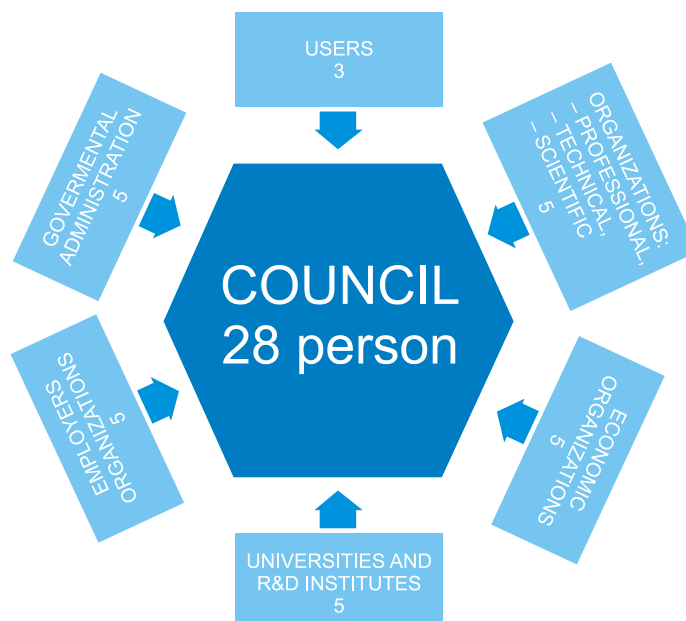 USERS
3
ORGANIZATIONS:
– PROFESSIONAL,
– TECHNICAL,
– SCIENTIFIC
5
ECONOMIC
ORGANIZATIONS
5
UNIVERSITIES AND
R&D INSTITUTES
5
EMPLOYERS
ORGANIZATIONS
5
GOVERMENTAL
ADMINISTRATION
5
COUNCIL
28 person